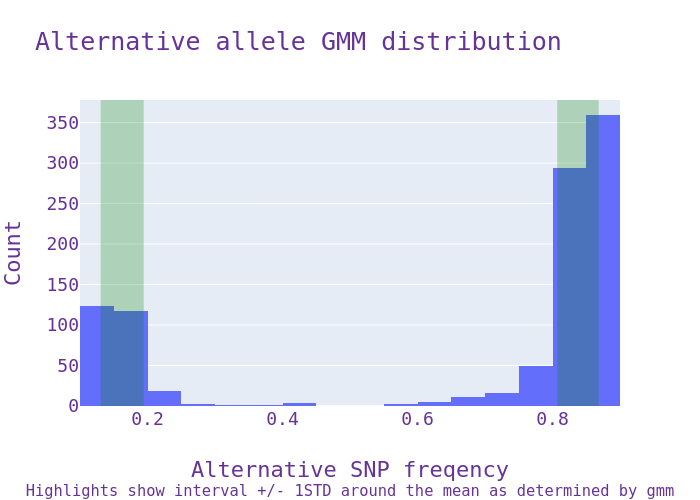 Alternative allele GMM distribution
350
300
250
200
150
100
50
0
Count
0.2 0.4 0.6 0.8
Alternative SNP freqency
Highlights show interval +/- 1STD around the mean as determined by gmm